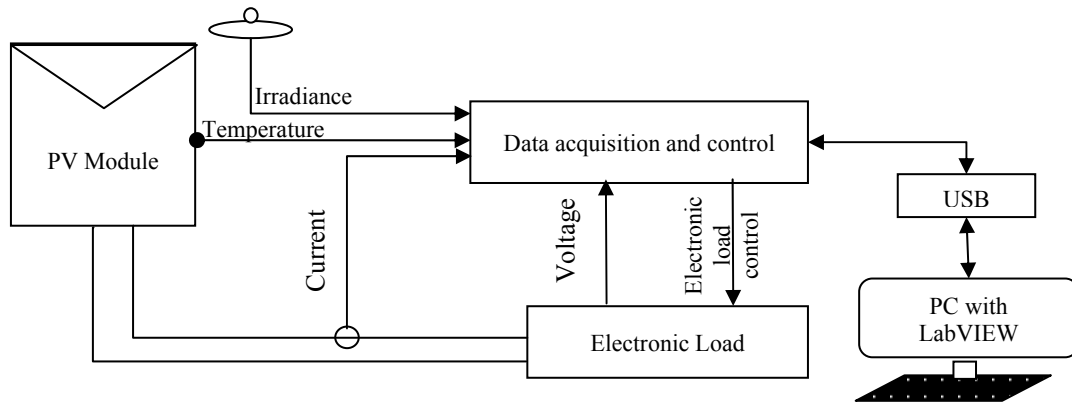 Irradiance
Temperature
PV Module
Data acquisition and control
USB
Current
Voltage
Electronic
load
control
PC with
LabVIEW
Electronic Load